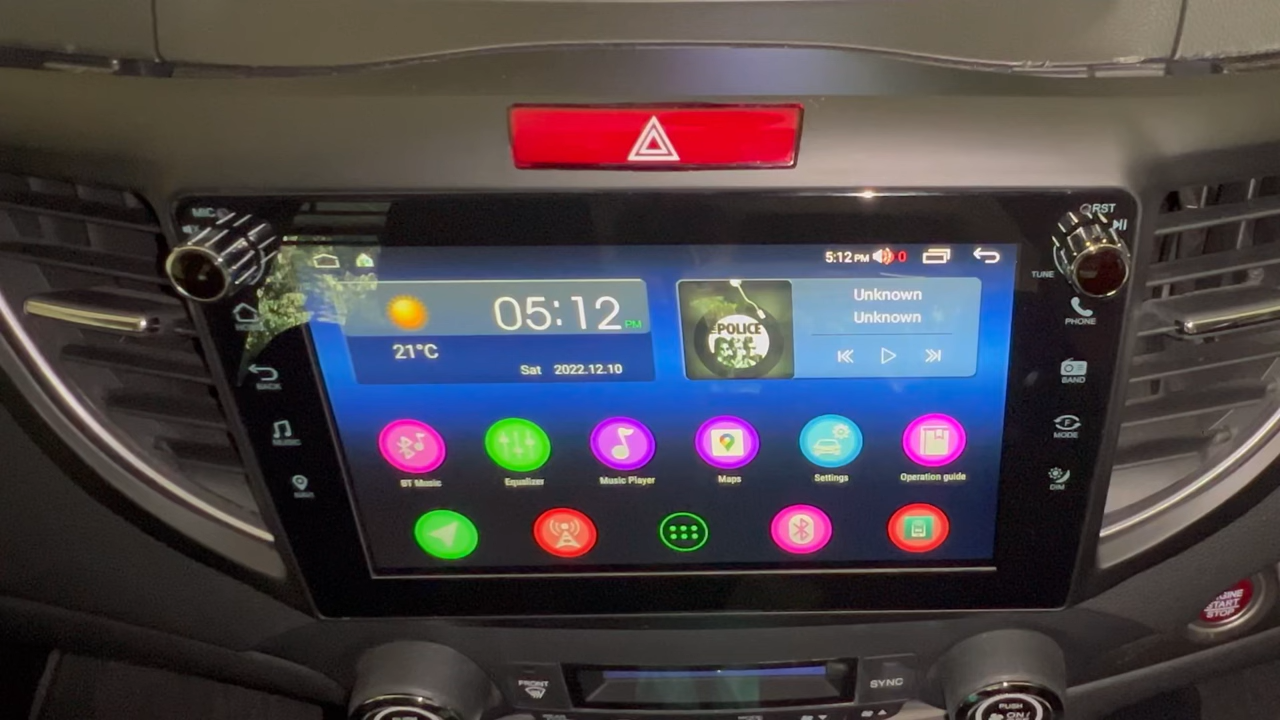 MIC
RST
5:12 PM
0
TUNE
05:12 PM
21°C
Sat 2022.12.10
POLICE
Unknown
Unknown
HOME
BACK
MUSIC
NAVI
PHONE
BAND
MODE
DIM
BT Music
Equalizer
Music Player
Maps
Settings
Operation guide
ENGINE
START
STOP
FRONT
SYNC
PUSH
ON/